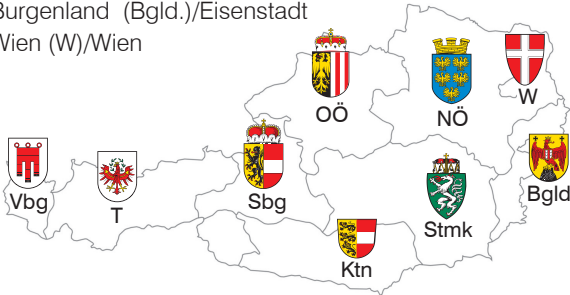 Burgenland (Bgld.)/Eisenstadt
Wien (W)/Wien
OÖ
NÖ
W
Vbg
T
Sbg
Stmk
Bgld
Ktn